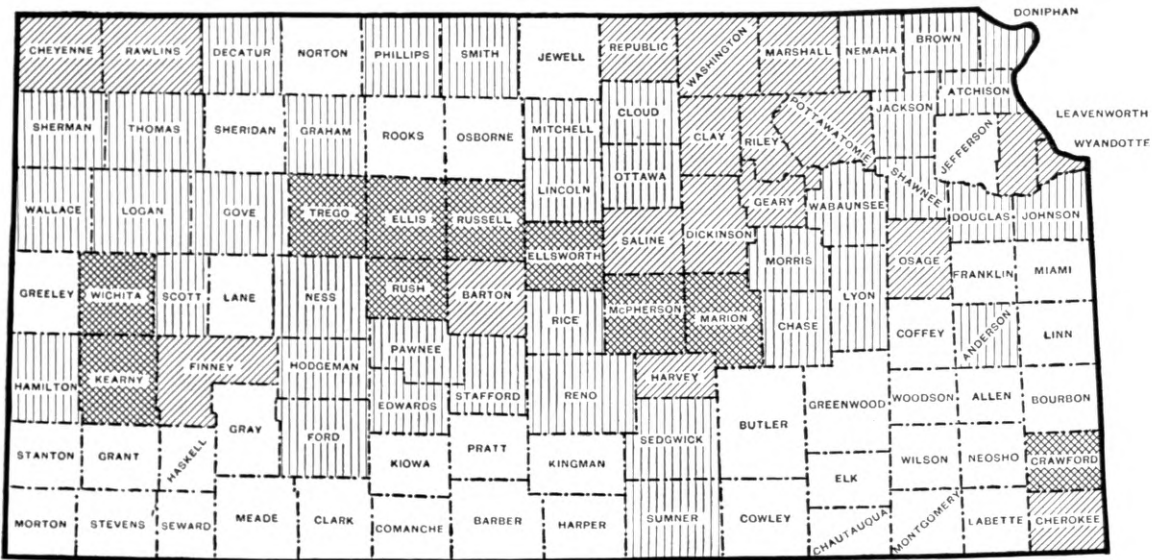 DONIPHAN
CHEYENNE RAWLINS DECATUR NORTON PHILLIPS SMITH JEWELL REPUBLIC WASHINGTON MARSHALL NEMAHA BROWN
ATCHISON
SHERMAN THOMAS SHERIDAN GRAHAM ROOKS OSBORNE MITCHELL CLOUD CLAY RILEY POTTAWATOMIE JACKSON JEFFERSON LEAVENWORTH
WYANDOTTE
LINCOLN OTTAWA
WALLACE LOGAN GOVE TREGO ELLIS RUSSELL GEARY WABAUNSEE SHAWNEE DOUGLAS JOHNSON
ELLSWORTH SALINE DICKINSON MORRIS OSAGE FRANKLIN MIAMI
GREELEY WICHITA SCOTT LANE NESS RUSH BARTON RICE McPHERSON MARION CHASE LYON COFFEY ANDERSON LINN
HAMILTON KEARNY FINNEY HODGEMAN PAWNEE STAFFORD RENO HARVEY
EDWARDS GREENWOOD WOODSON ALLEN BOURBON
GRAY FORD SEDGWICK BUTLER
STANTON GRANT HASKELL KIOWA PRATT KINGMAN ELK WILSON NEOSHO CRAWFORD
MORTON STEVENS SEWARD MEADE CLARK COMANCHE BARBER HARPER SUMNER COWLEY CHAUTAUQUA MONTGOMERY LABETTE CHEROKEE